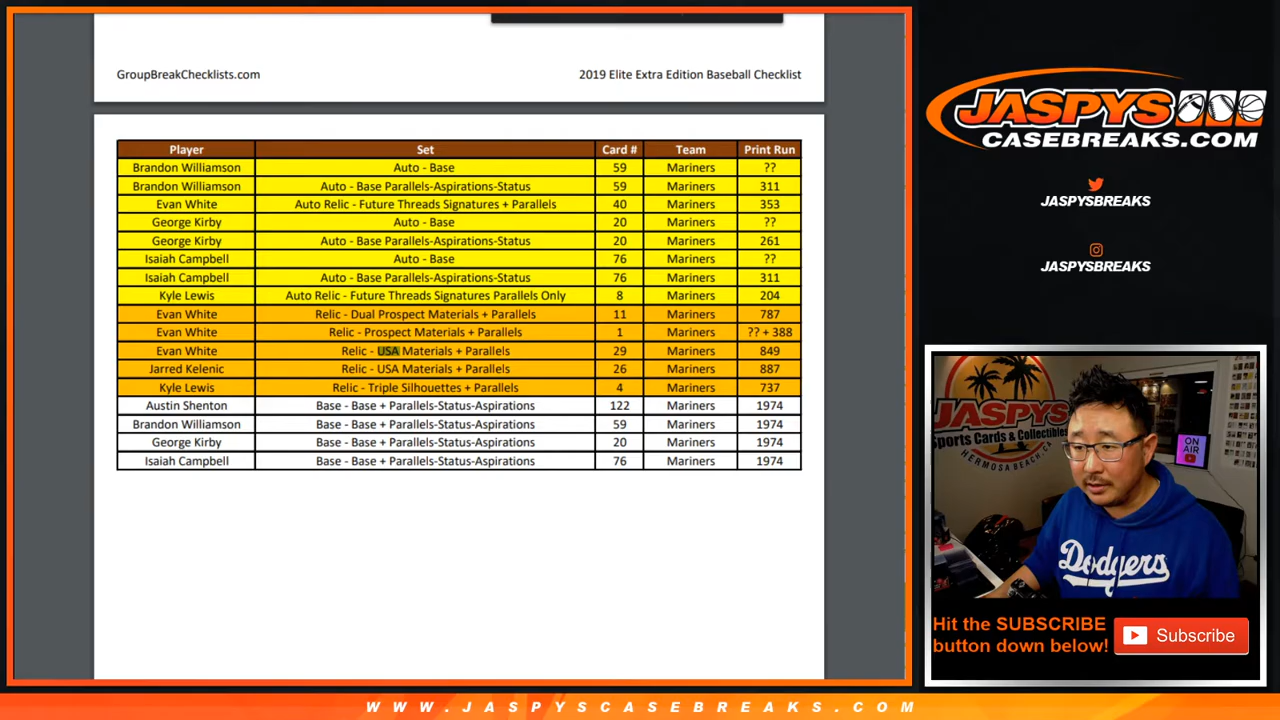 GroupBreakChecklists.com 2019 Elite Extra Edition Baseball Checklist
Player Set Card # Team Print Run
Brandon Williamson Auto - Base 59 Mariners ??
Brandon Williamson Auto - Base Parallels-Aspirations-Status 59 Mariners 311
Evan White Auto Relic - Future Threads Signatures + Parallels 40 Mariners 353
George Kirby Auto - Base 20 Mariners ??
George Kirby Auto - Base Parallels-Aspirations-Status 20 Mariners 261
Isaiah Campbell Auto - Base 76 Mariners ??
Isaiah Campbell Auto - Base Parallels-Aspirations-Status 76 Mariners 311
Kyle Lewis Auto Relic - Future Threads Signatures Parallels Only 8 Mariners 204
Evan White Relic - Dual Prospect Materials + Parallels 11 Mariners 787
Evan White Relic - Prospect Materials + Parallels 1 Mariners ?? + 388
Evan White Relic - USA Materials + Parallels 29 Mariners 849
Jarred Kelenic Relic - USA Materials + Parallels 26 Mariners 887
Kyle Lewis Relic - Triple Silhouettes + Parallels 4 Mariners 737
Austin Shenton Base - Base + Parallels-Status-Aspirations 122 Mariners 1974
Brandon Williamson Base - Base + Parallels-Status-Aspirations 59 Mariners 1974
George Kirby Base - Base + Parallels-Status-Aspirations 20 Mariners 1974
Isaiah Campbell Base - Base + Parallels-Status-Aspirations 76 Mariners 1974
JASPYS
CASEBREAKS.COM
JASPYSBREAKS
JASPYSBREAKS
JASPYS
Sports Cards & Collectibles
HERMOSA BEACH, CA
ON
AIR
Dodgers
Hit the SUBSCRIBE
button down below!
Subscribe
WWW.JASPYSCASEBREAKS.COM